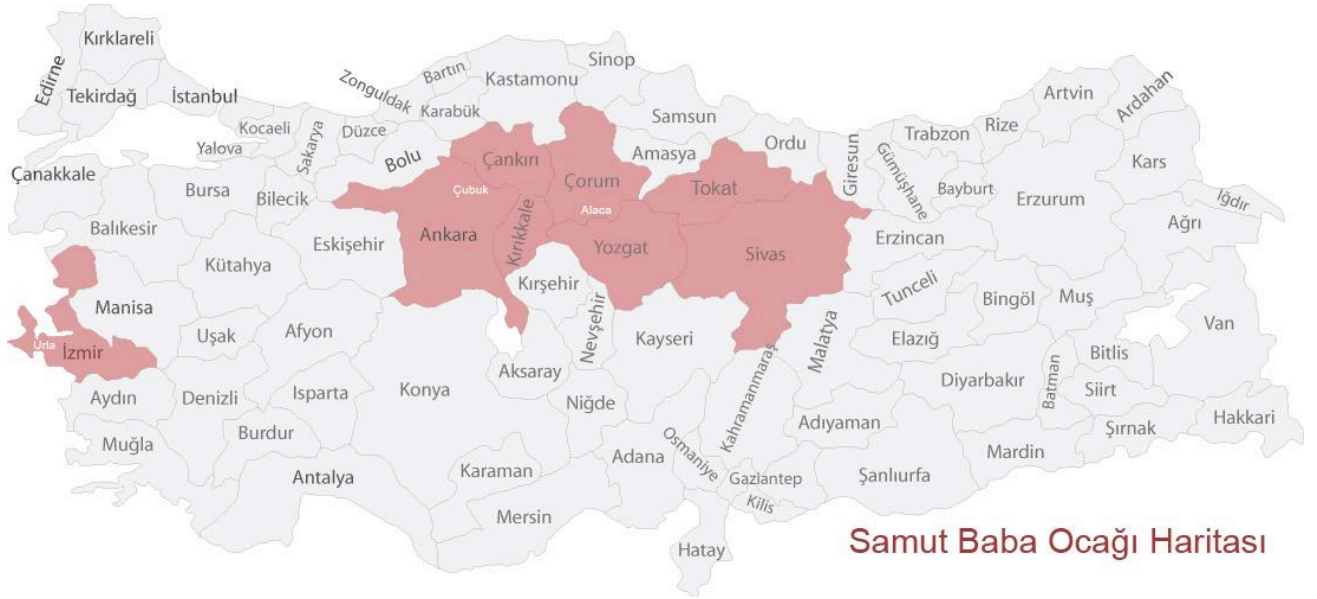 Kırklareli
Edirne
Tekirdağ
İstanbul
Kocaeli
Yalova
Sakarya
Düzce
Zonguldak
Bartın
Karabük
Kastamonu
Sinop
Samsun
Bolu
Çankırı
Çorum
Amasya
Tokat
Ordu
Giresun
Gümüşhane
Trabzon
Rize
Artvin
Ardahan
Bayburt
Kars
Iğdır
Erzurum
Ağrı
Çanakkale
Bursa
Bilecik
Balıkesir
Eskişehir
Kütahya
Çubuk
Ankara
Kırıkkale
Alaca
Yozgat
Sivas
Erzincan
Tunceli
Bingöl
Muş
Van
Bitlis
Manisa
Urla
İzmir
Uşak
Afyon
Kırşehir
Nevşehir
Kayseri
Malatya
Elazığ
Diyarbakır
Batman
Siirt
Aydın
Denizli
Isparta
Konya
Aksaray
Niğde
Kahramanmaraş
Adıyaman
Mardin
Şırnak
Hakkari
Muğla
Burdur
Antalya
Karaman
Mersin
Adana
Osmaniye
Gaziantep
Kilis
Şanlıurfa
Hatay
Samut Baba Ocağı Haritası